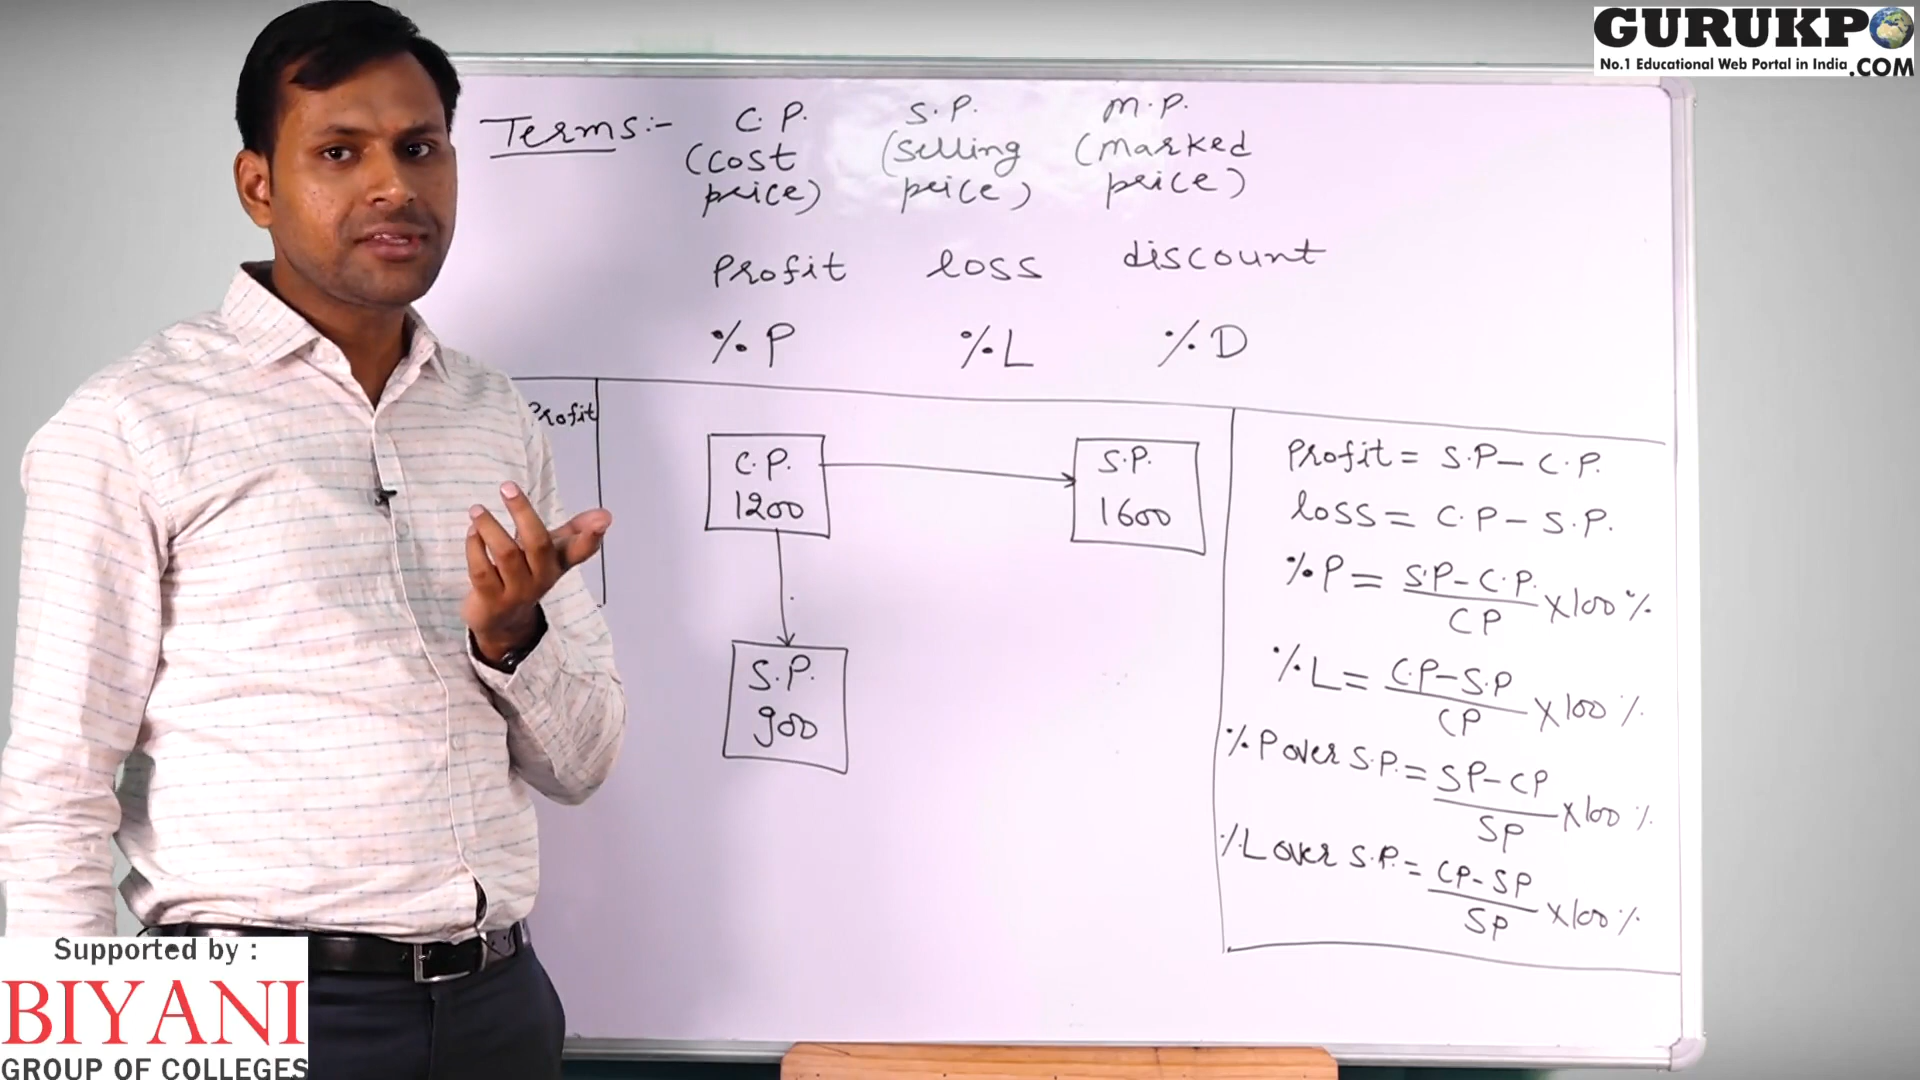 GURUKPO
No.1 Educational Web Portal in India .COM
Terms:- C.P. S.P. M.P.
(cost (selling (marked
price) price) price)
Profit loss discount
% P % L % D
Profit
C.P.
1200
S.P.
1600
S.P.
900
Profit = S.P - C.P.
loss = C.P - S.P.
% P = S.P - C.P. / CP × 100 %
% L = C.P - S.P / CP × 100 %
% P over S.P. = SP - CP / SP × 100 %
% L over S.P. = CP - SP / SP × 100 %
Supported by :
BIYANI
GROUP OF COLLEGES